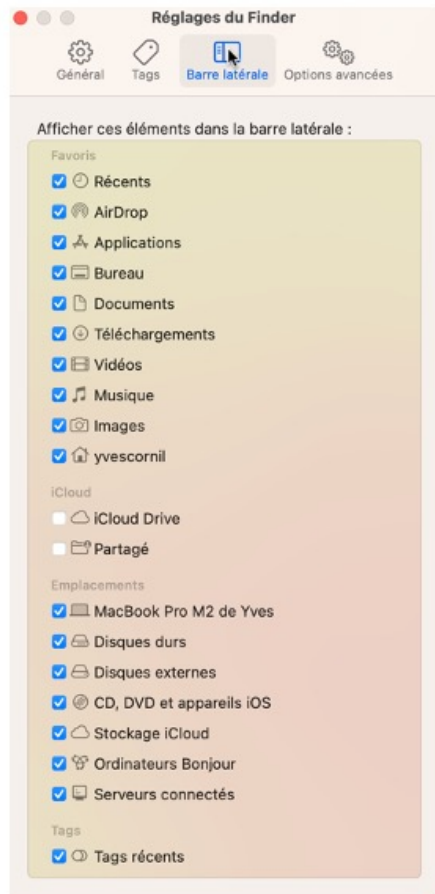 Réglages du Finder
Général Tags Barre latérale Options avancées
Afficher ces éléments dans la barre latérale :
Favoris
Récents
AirDrop
Applications
Bureau
Documents
Téléchargements
Vidéos
Musique
Images
yvescornil
iCloud
iCloud Drive
Partagé
Emplacements
MacBook Pro M2 de Yves
Disques durs
Disques externes
CD, DVD et appareils iOS
Stockage iCloud
Ordinateurs Bonjour
Serveurs connectés
Tags
Tags récents